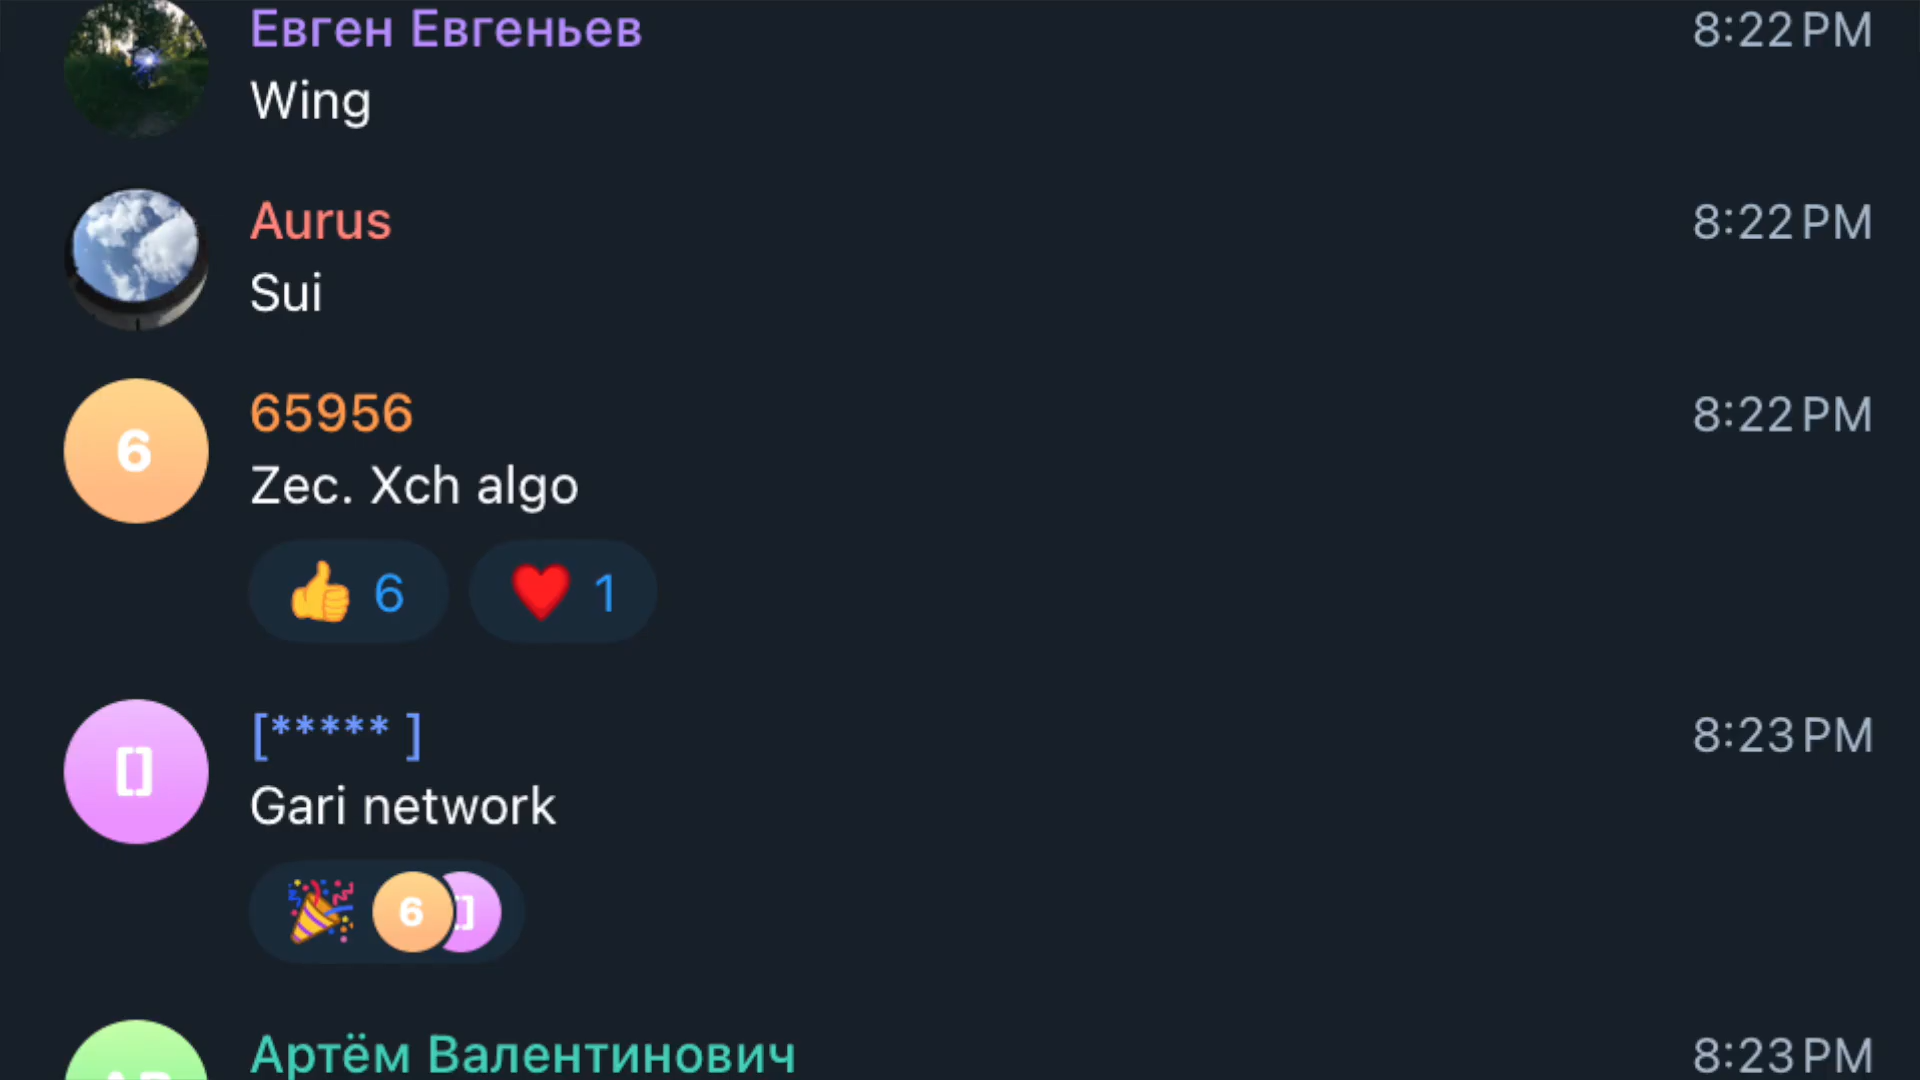 Евген Евгеньев 8:22 PM
Wing
Aurus 8:22 PM
Sui
6
65956 8:22 PM
Zec. Xch algo
👍 6 ❤️ 1
[]
[***** ] 8:23 PM
Gari network
🎉 6 ]
Артём Валентинович 8:23 PM